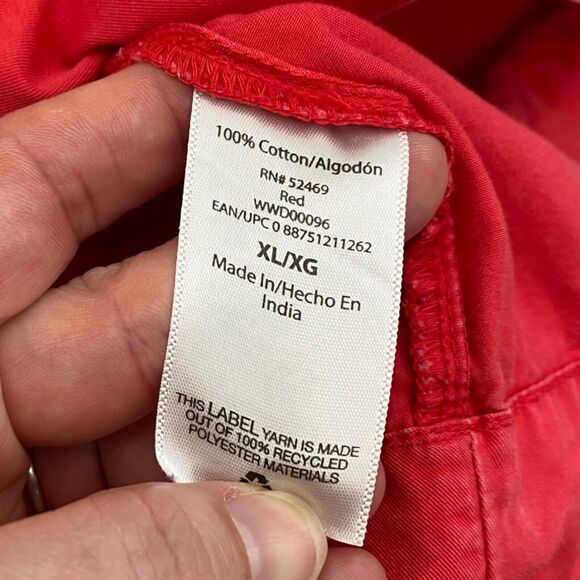 100% Cotton/Algodón
RN# 52469
Red
WWD00096
EAN/UPC 0 88751211262
XL/XG
Made In/Hecho En
India
THIS LABEL YARN IS MADE
OUT OF 100% RECYCLED
POLYESTER MATERIALS